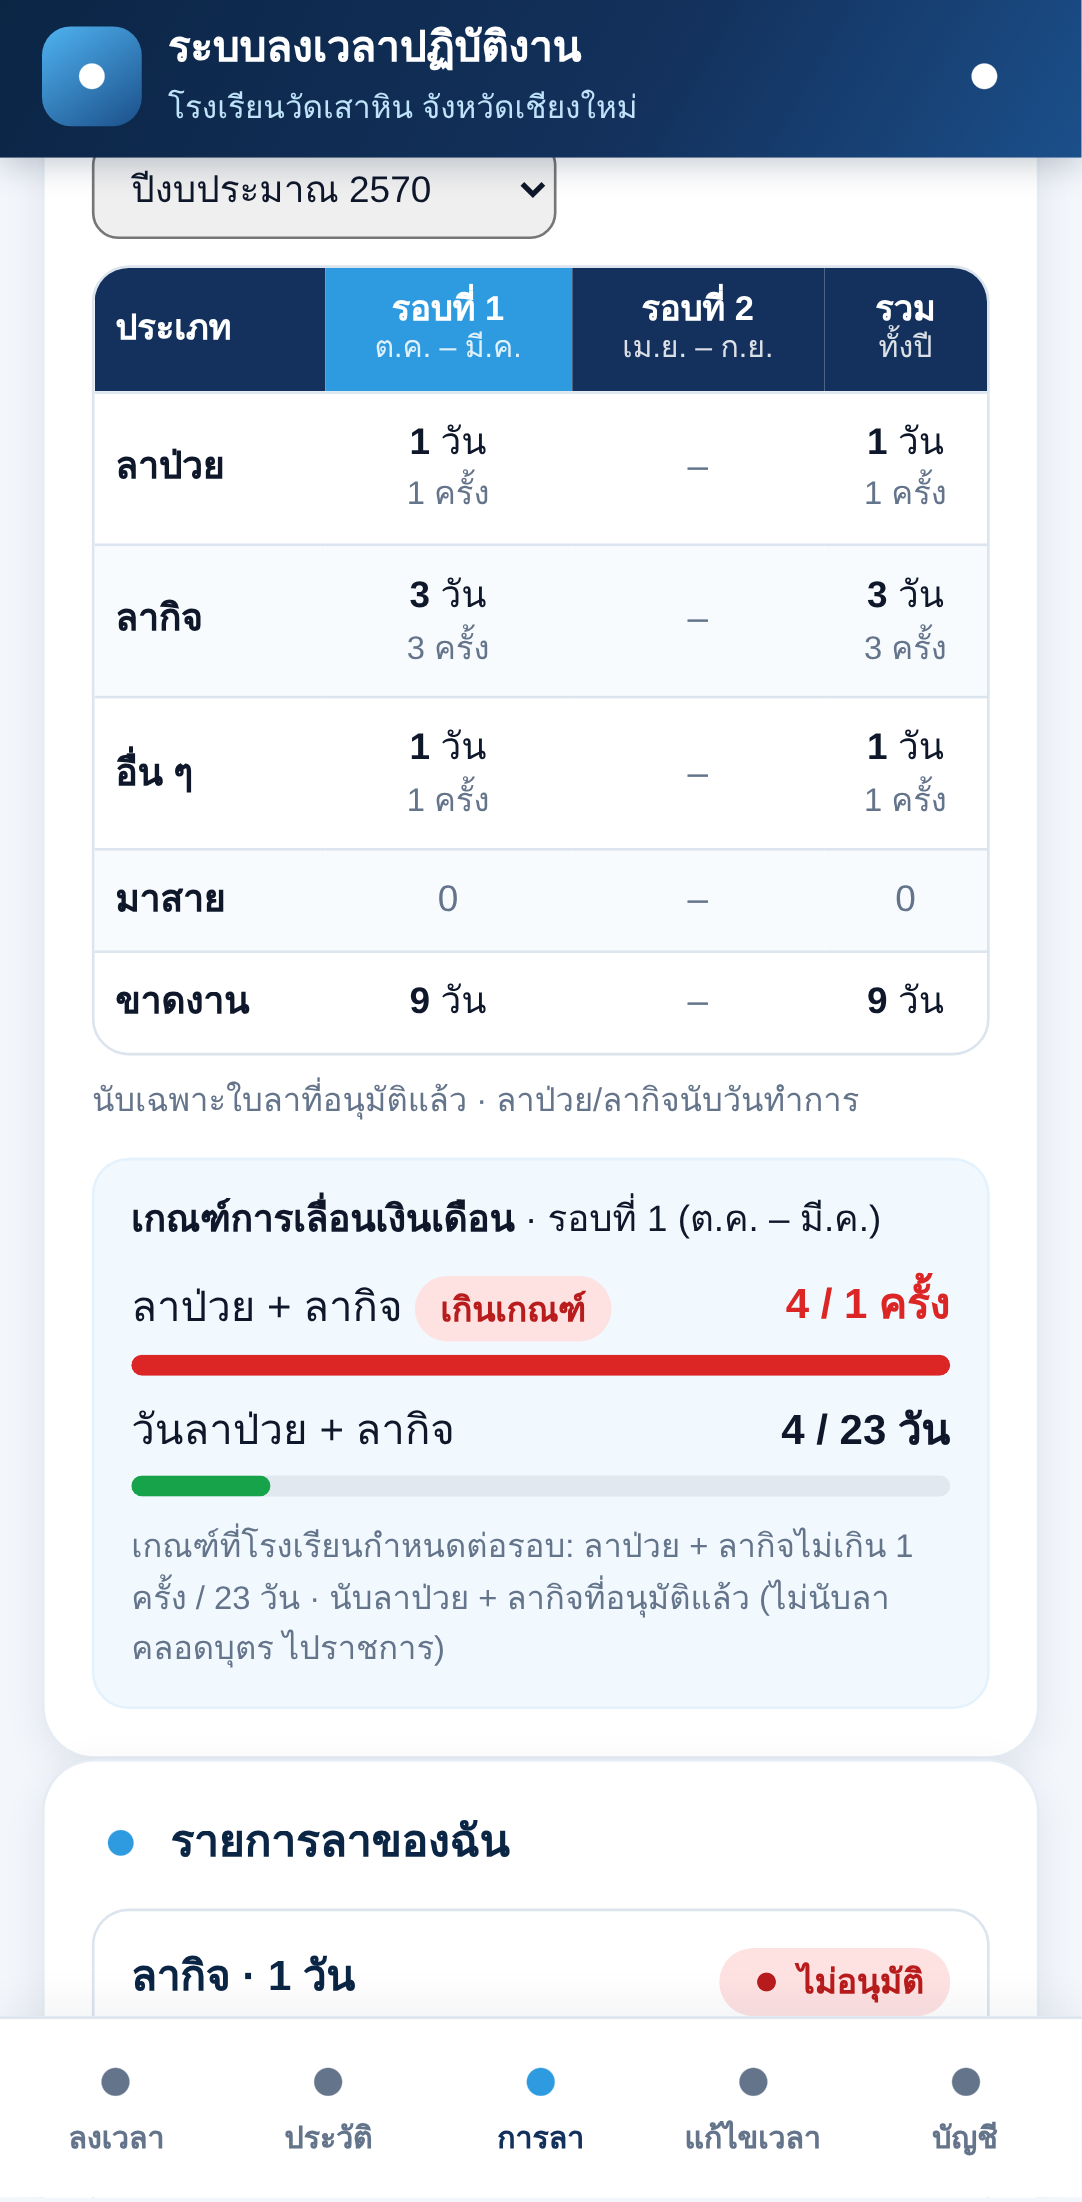 ระบบลงเวลาปฏิบัติงาน
โรงเรียนวัดเสาหิน จังหวัดเชียงใหม่
ปีงบประมาณ 2570
ประเภท รอบที่ 1 รอบที่ 2 รวม
ต.ค. – มี.ค. เม.ย. – ก.ย. ทั้งปี
ลาป่วย 1 วัน – 1 วัน
1 ครั้ง 1 ครั้ง
ลากิจ 3 วัน – 3 วัน
3 ครั้ง 3 ครั้ง
อื่น ๆ 1 วัน – 1 วัน
1 ครั้ง 1 ครั้ง
มาสาย 0 – 0
ขาดงาน 9 วัน – 9 วัน
นับเฉพาะใบลาที่อนุมัติแล้ว · ลาป่วย/ลากิจนับวันทำการ
เกณฑ์การเลื่อนเงินเดือน · รอบที่ 1 (ต.ค. – มี.ค.)
ลาป่วย + ลากิจ เกินเกณฑ์ 4 / 1 ครั้ง
วันลาป่วย + ลากิจ 4 / 23 วัน
เกณฑ์ที่โรงเรียนกำหนดต่อรอบ: ลาป่วย + ลากิจไม่เกิน 1
ครั้ง / 23 วัน · นับลาป่วย + ลากิจที่อนุมัติแล้ว (ไม่นับลา
คลอดบุตร ไปราชการ)
รายการลาของฉัน
ลากิจ · 1 วัน ไม่อนุมัติ
ลงเวลา ประวัติ การลา แก้ไขเวลา บัญชี